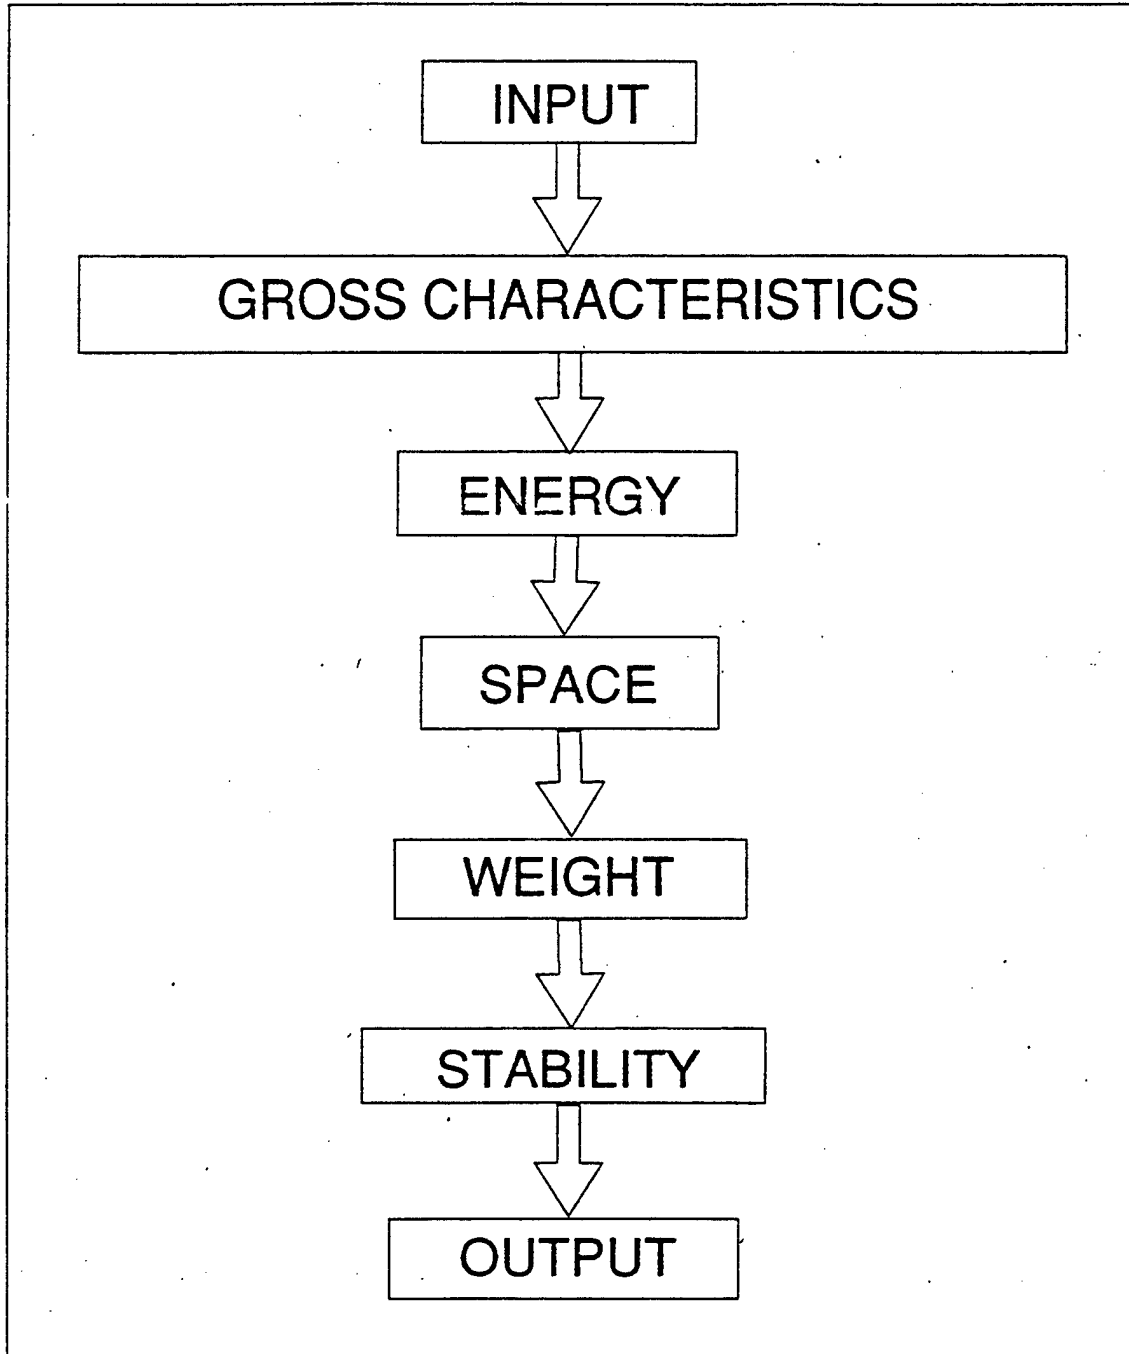 INPUT
GROSS CHARACTERISTICS
ENERGY
SPACE
WEIGHT
STABILITY
OUTPUT